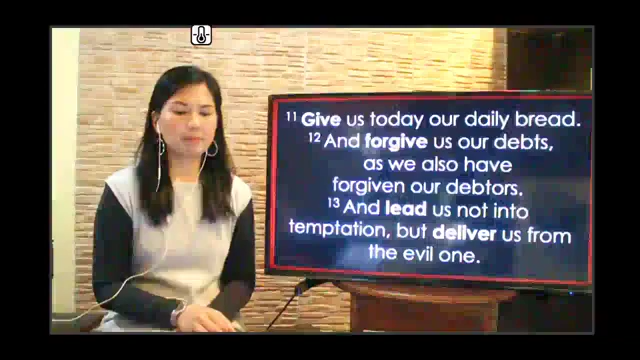 11 Give us today our daily bread.
12 And forgive us our debts,
as we also have
forgiven our debtors.
13 And lead us not into
temptation, but deliver us from
the evil one.